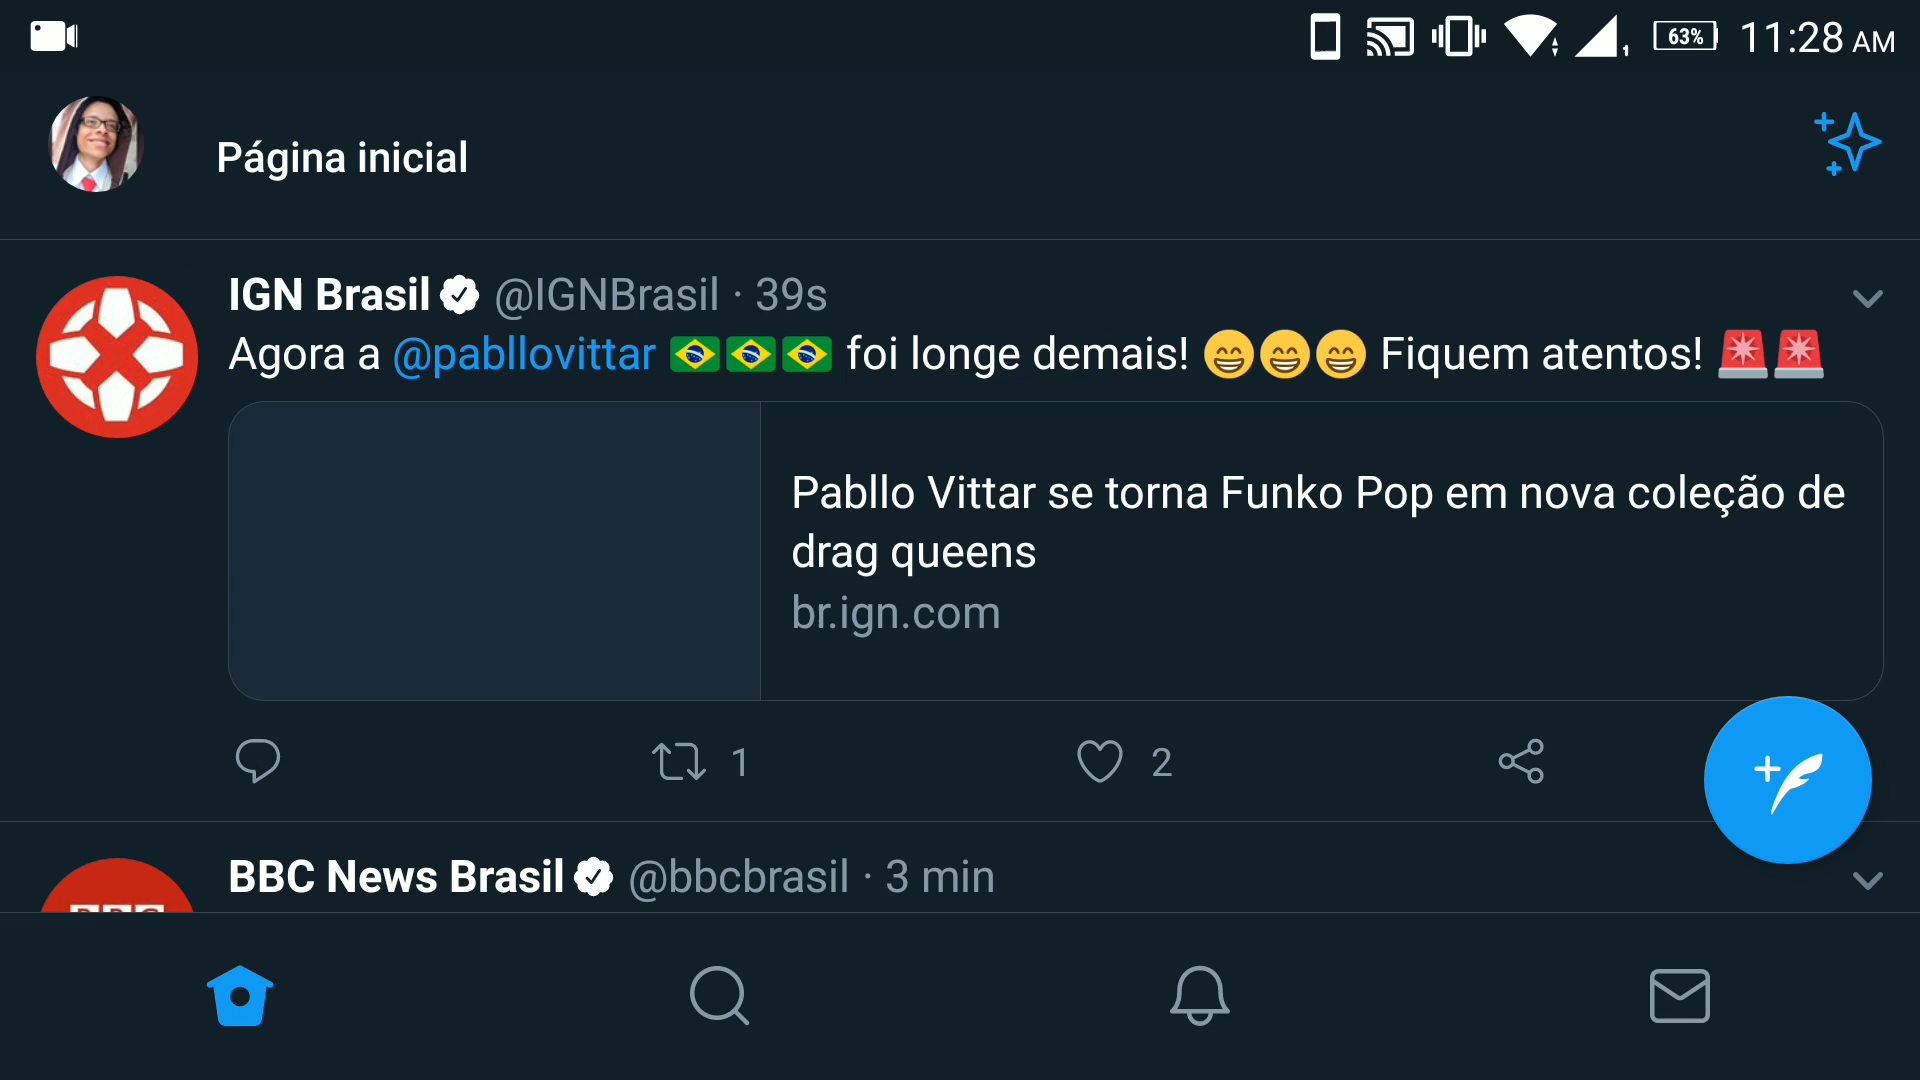 63% 11:28 AM
Página inicial
IGN Brasil @IGNBrasil · 39s
Agora a @pabllovittar 🇧🇷🇧🇷🇧🇷 foi longe demais! 😄😄😄 Fiquem atentos! 🚨🚨
Pabllo Vittar se torna Funko Pop em nova coleção de
drag queens
br.ign.com
1 2
BBC News Brasil @bbcbrasil · 3 min